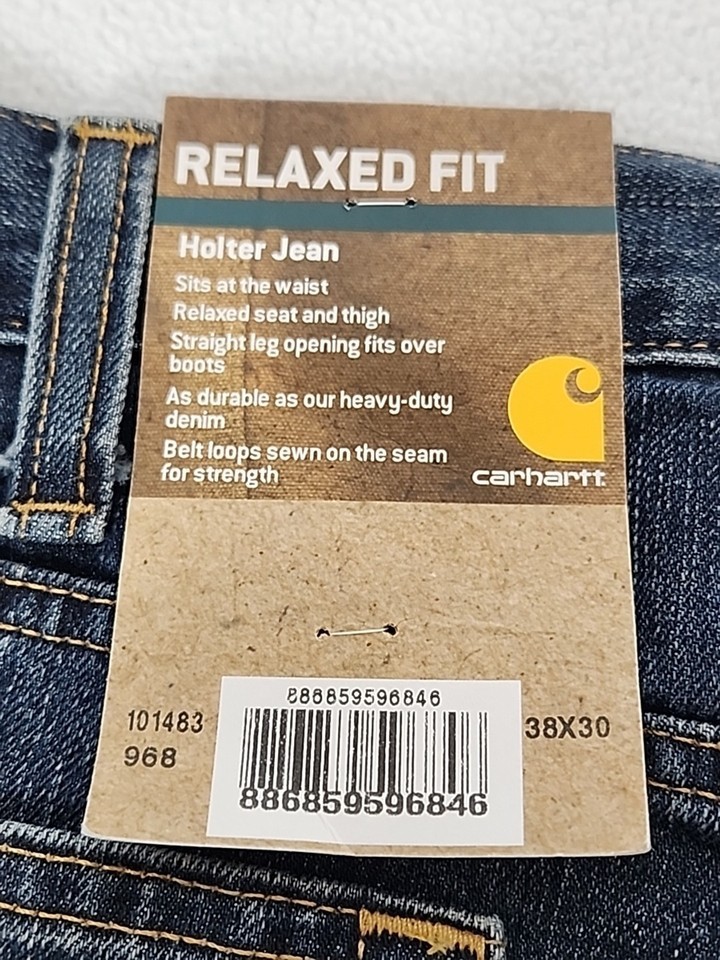 RELAXED FIT
Holter Jean
Sits at the waist
Relaxed seat and thigh
Straight leg opening fits over
boots
As durable as our heavy-duty
denim
Belt loops sewn on the seam
for strength
carhartt
886859596846
101483
968
38X30
886859596846